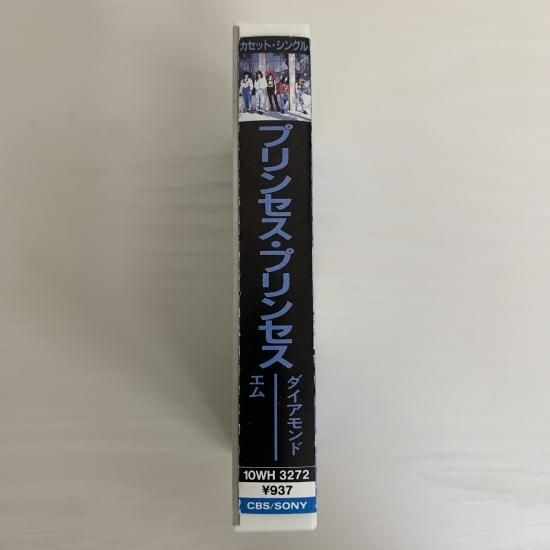 カセット・シングル
プリンセス・プリンセス
ダイアモンド
エム
10WH 3272
¥937
CBS/SONY